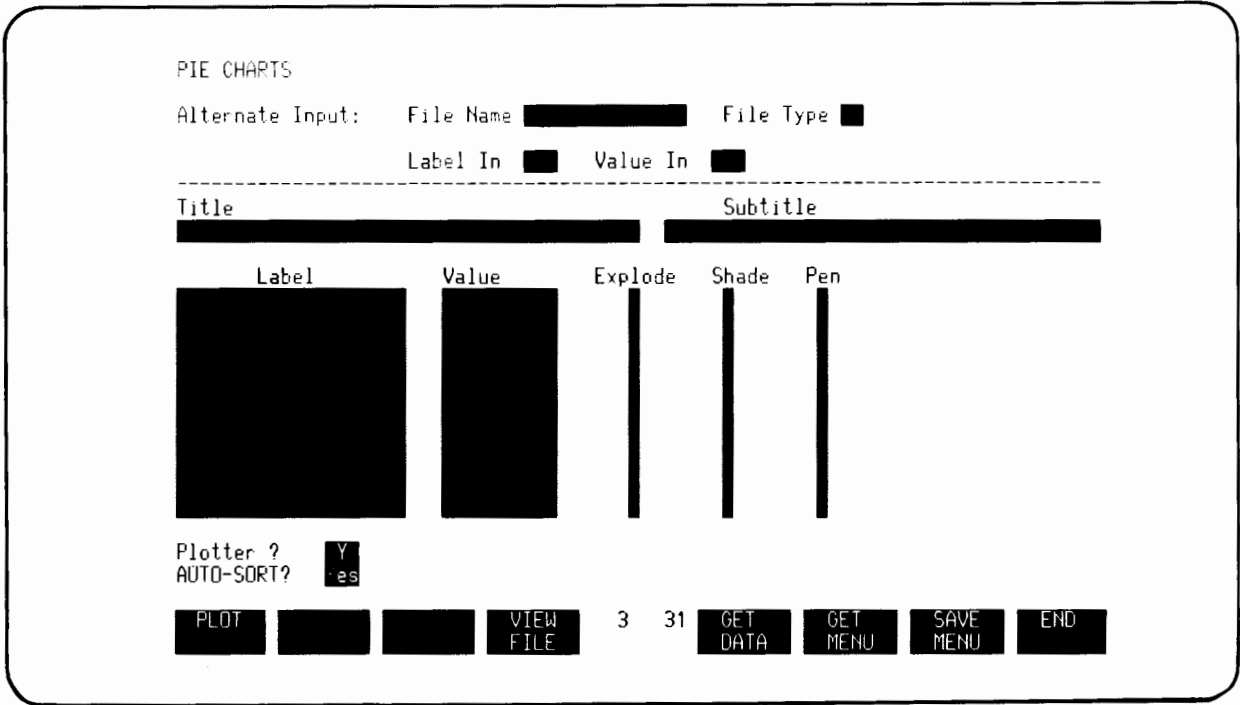 PIE CHARTS
Alternate Input: File Name File Type
Label In Value In
Title Subtitle
Label Value Explode Shade Pen
Plotter ? Y
AUTO-SORT? es
PLOT VIEW FILE 3 31 GET DATA GET MENU SAVE MENU END